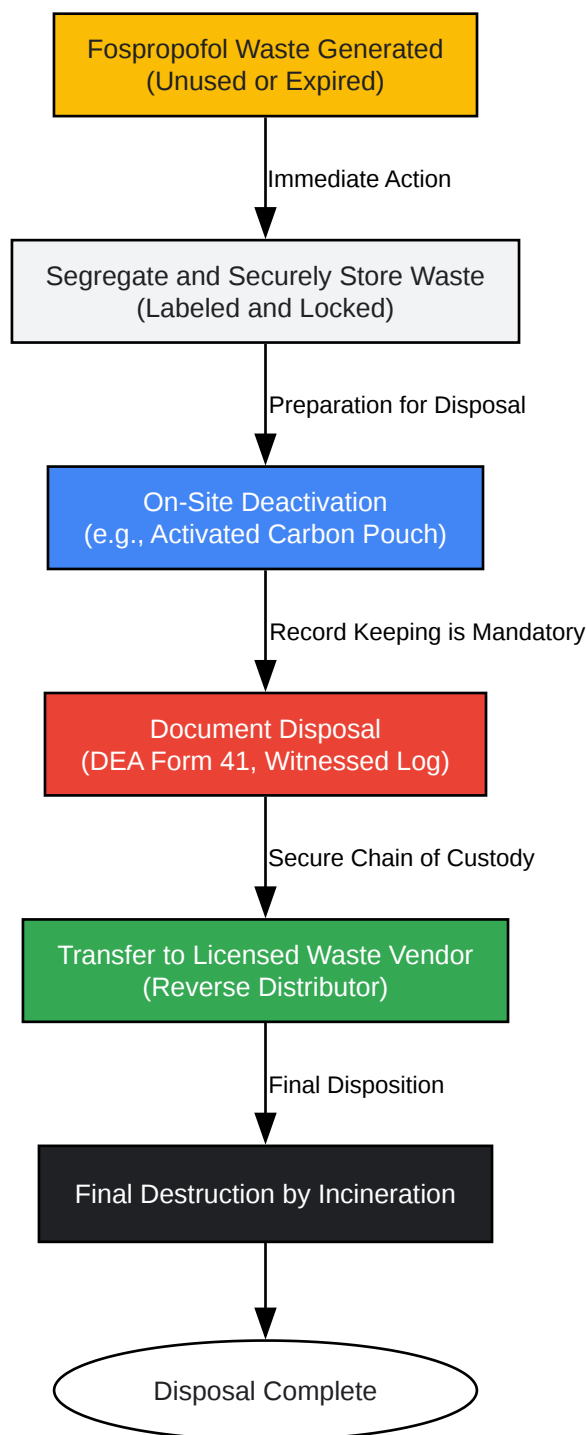 Fospropofol Waste Generated
(Unused or Expired)
Immediate Action
Segregate and Securely Store Waste
(Labeled and Locked)
Preparation for Disposal
On-Site Deactivation
(e.g., Activated Carbon Pouch)
Record Keeping is Mandatory
Document Disposal
(DEA Form 41, Witnessed Log)
Secure Chain of Custody
Transfer to Licensed Waste Vendor
(Reverse Distributor)
Final Disposition
Final Destruction by Incineration
Disposal Complete